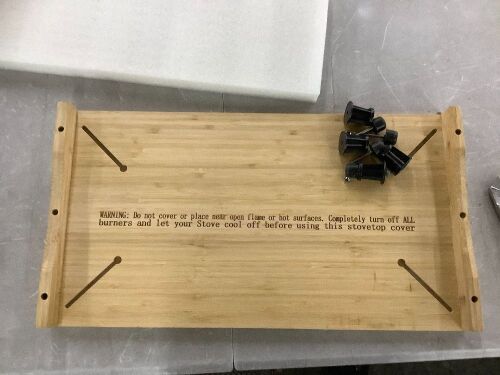 WARNING: Do not cover or place near open flame or hot surfaces. Completely turn off ALL
burners and let your Stove cool off before using this stovetop cover